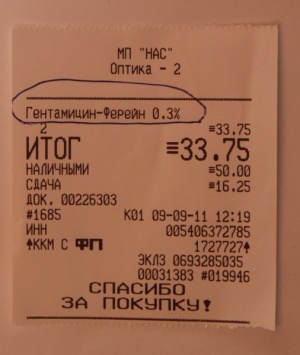 МП "НАС"
Оптика - 2
Гентамицин-Ферейн 0.3%
2 ≡33.75
ИТОГ ≡33.75
НАЛИЧНЫМИ ≡50.00
СДАЧА ≡16.25
ДОК. 00226303
#1685 К01 09-09-11 12:19
ИНН 005406372785
↟ККМ С ФП 1727727↟
ЭКЛЗ 0693285035
00031383 #019946
СПАСИБО
ЗА ПОКУПКУ!